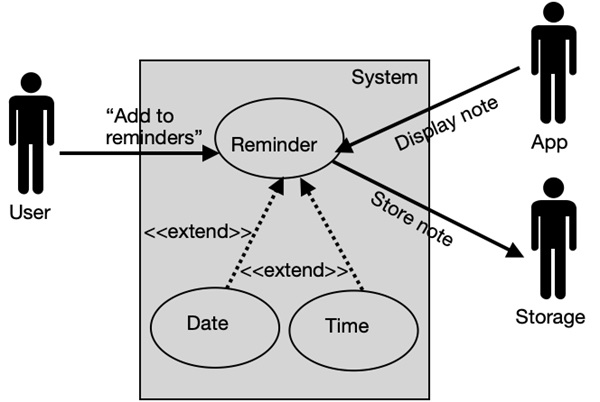 System
“Add to
reminders”
Reminder
Display note
App
User
Store note
<<extend>>
<<extend>>
Date
Time
Storage